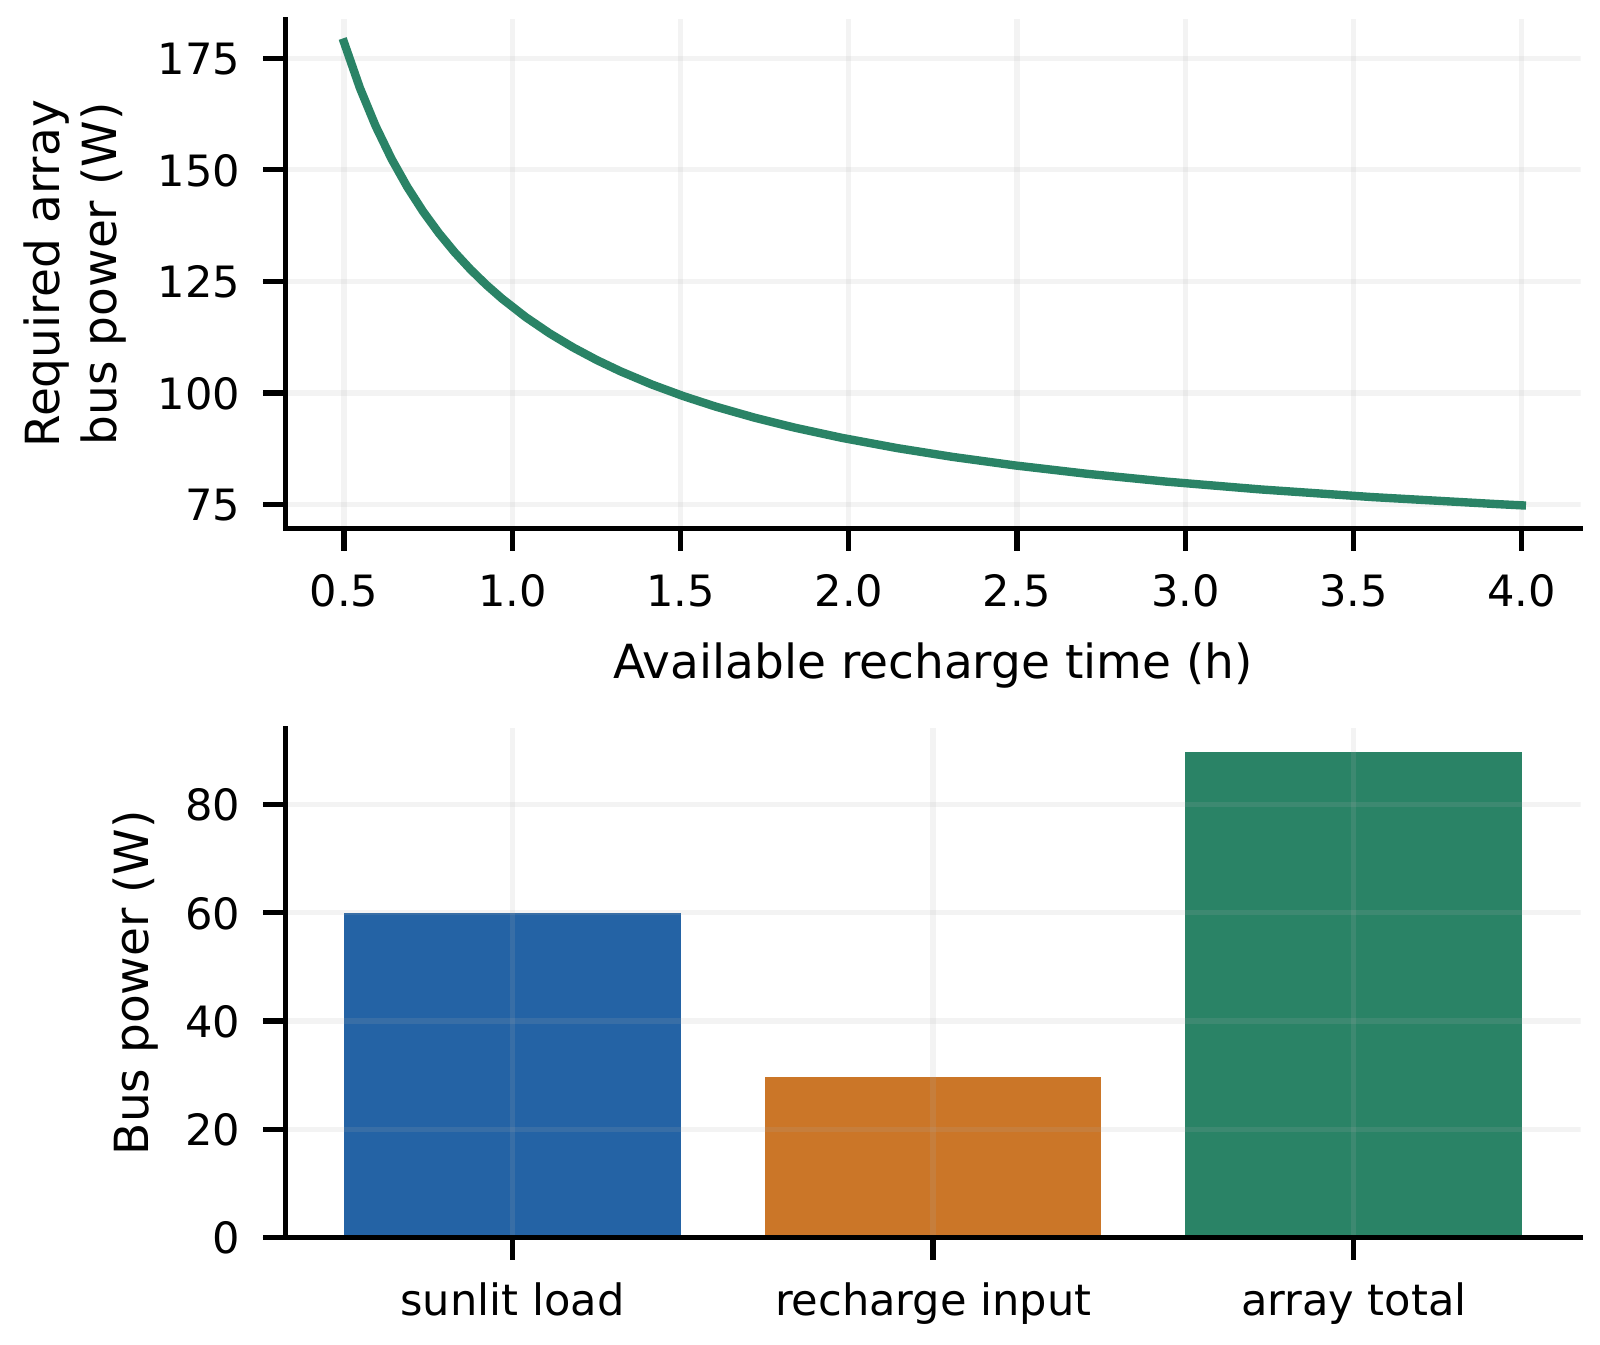 Required array
bus power (W)
175
150
125
100
75
0.5 1.0 1.5 2.0 2.5 3.0 3.5 4.0
Available recharge time (h)
Bus power (W)
80
60
40
20
0
sunlit load recharge input array total